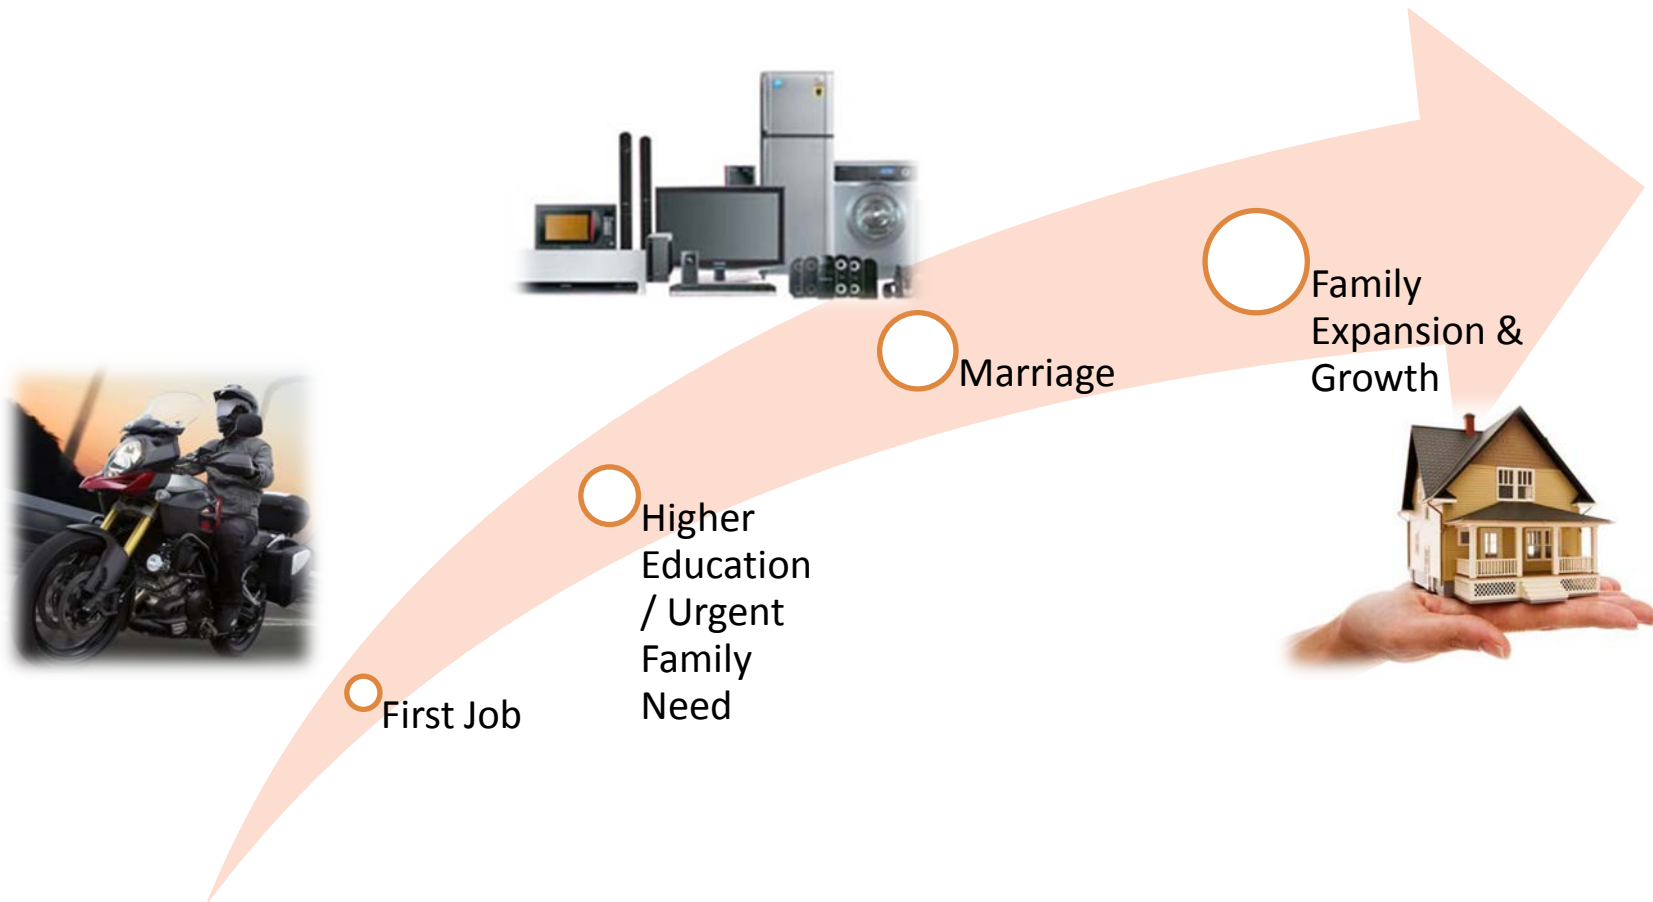 First Job
Higher
Education
/ Urgent
Family
Need
Marriage
Family
Expansion &
Growth